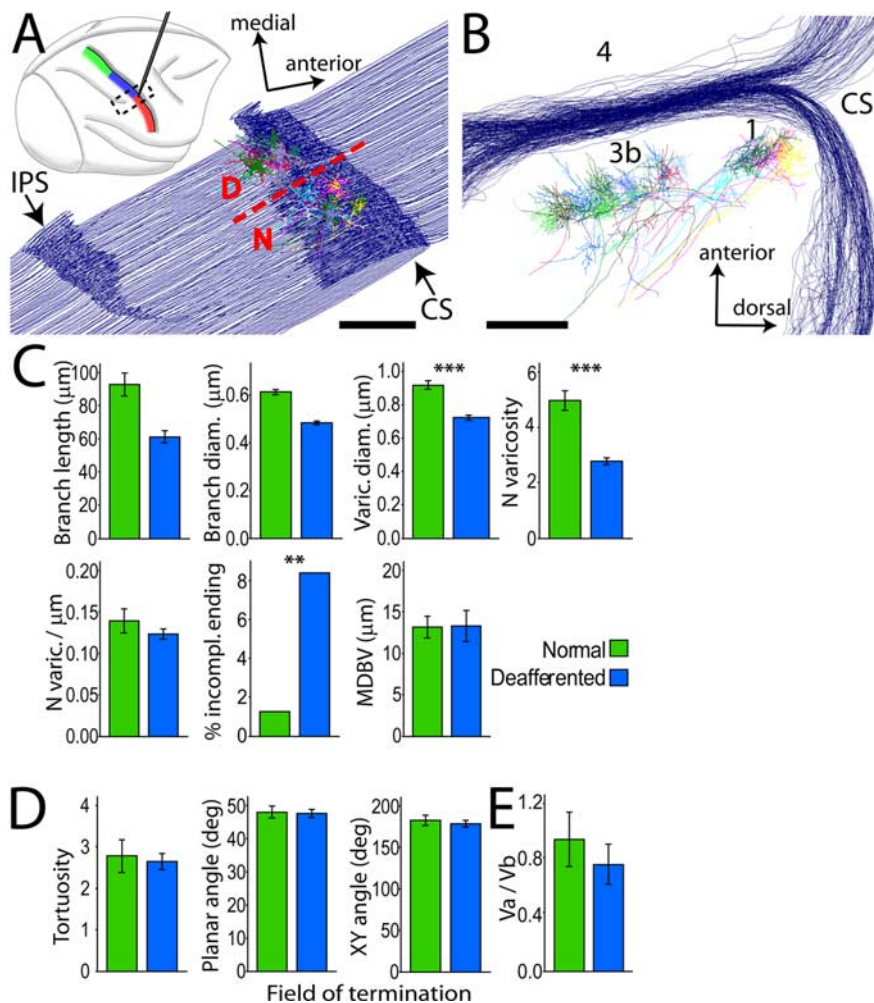 A
medial
anterior
IPS
D
N
CS
B
4
CS
3b
1
anterior
dorsal
C
Branch length (µm)
100
80
60
40
20
0
Branch diam. (µm)
0.6
0.4
0.2
0.0
Varic. diam. (µm)
1.0
0.8
0.6
0.4
0.2
0.0
***
N varicosity
6
4
2
0
***
N varic. / µm
0.20
0.15
0.10
0.05
0.00
% incompl. ending
8
6
4
2
0
**
MDBV (µm)
20
15
10
5
0
Normal
Deafferented
D
Tortuosity
4
3
2
1
0
Planar angle (deg)
50
40
30
20
10
0
XY angle (deg)
200
150
100
50
0
E
Va / Vb
1.2
0.8
0.4
0
Field of termination